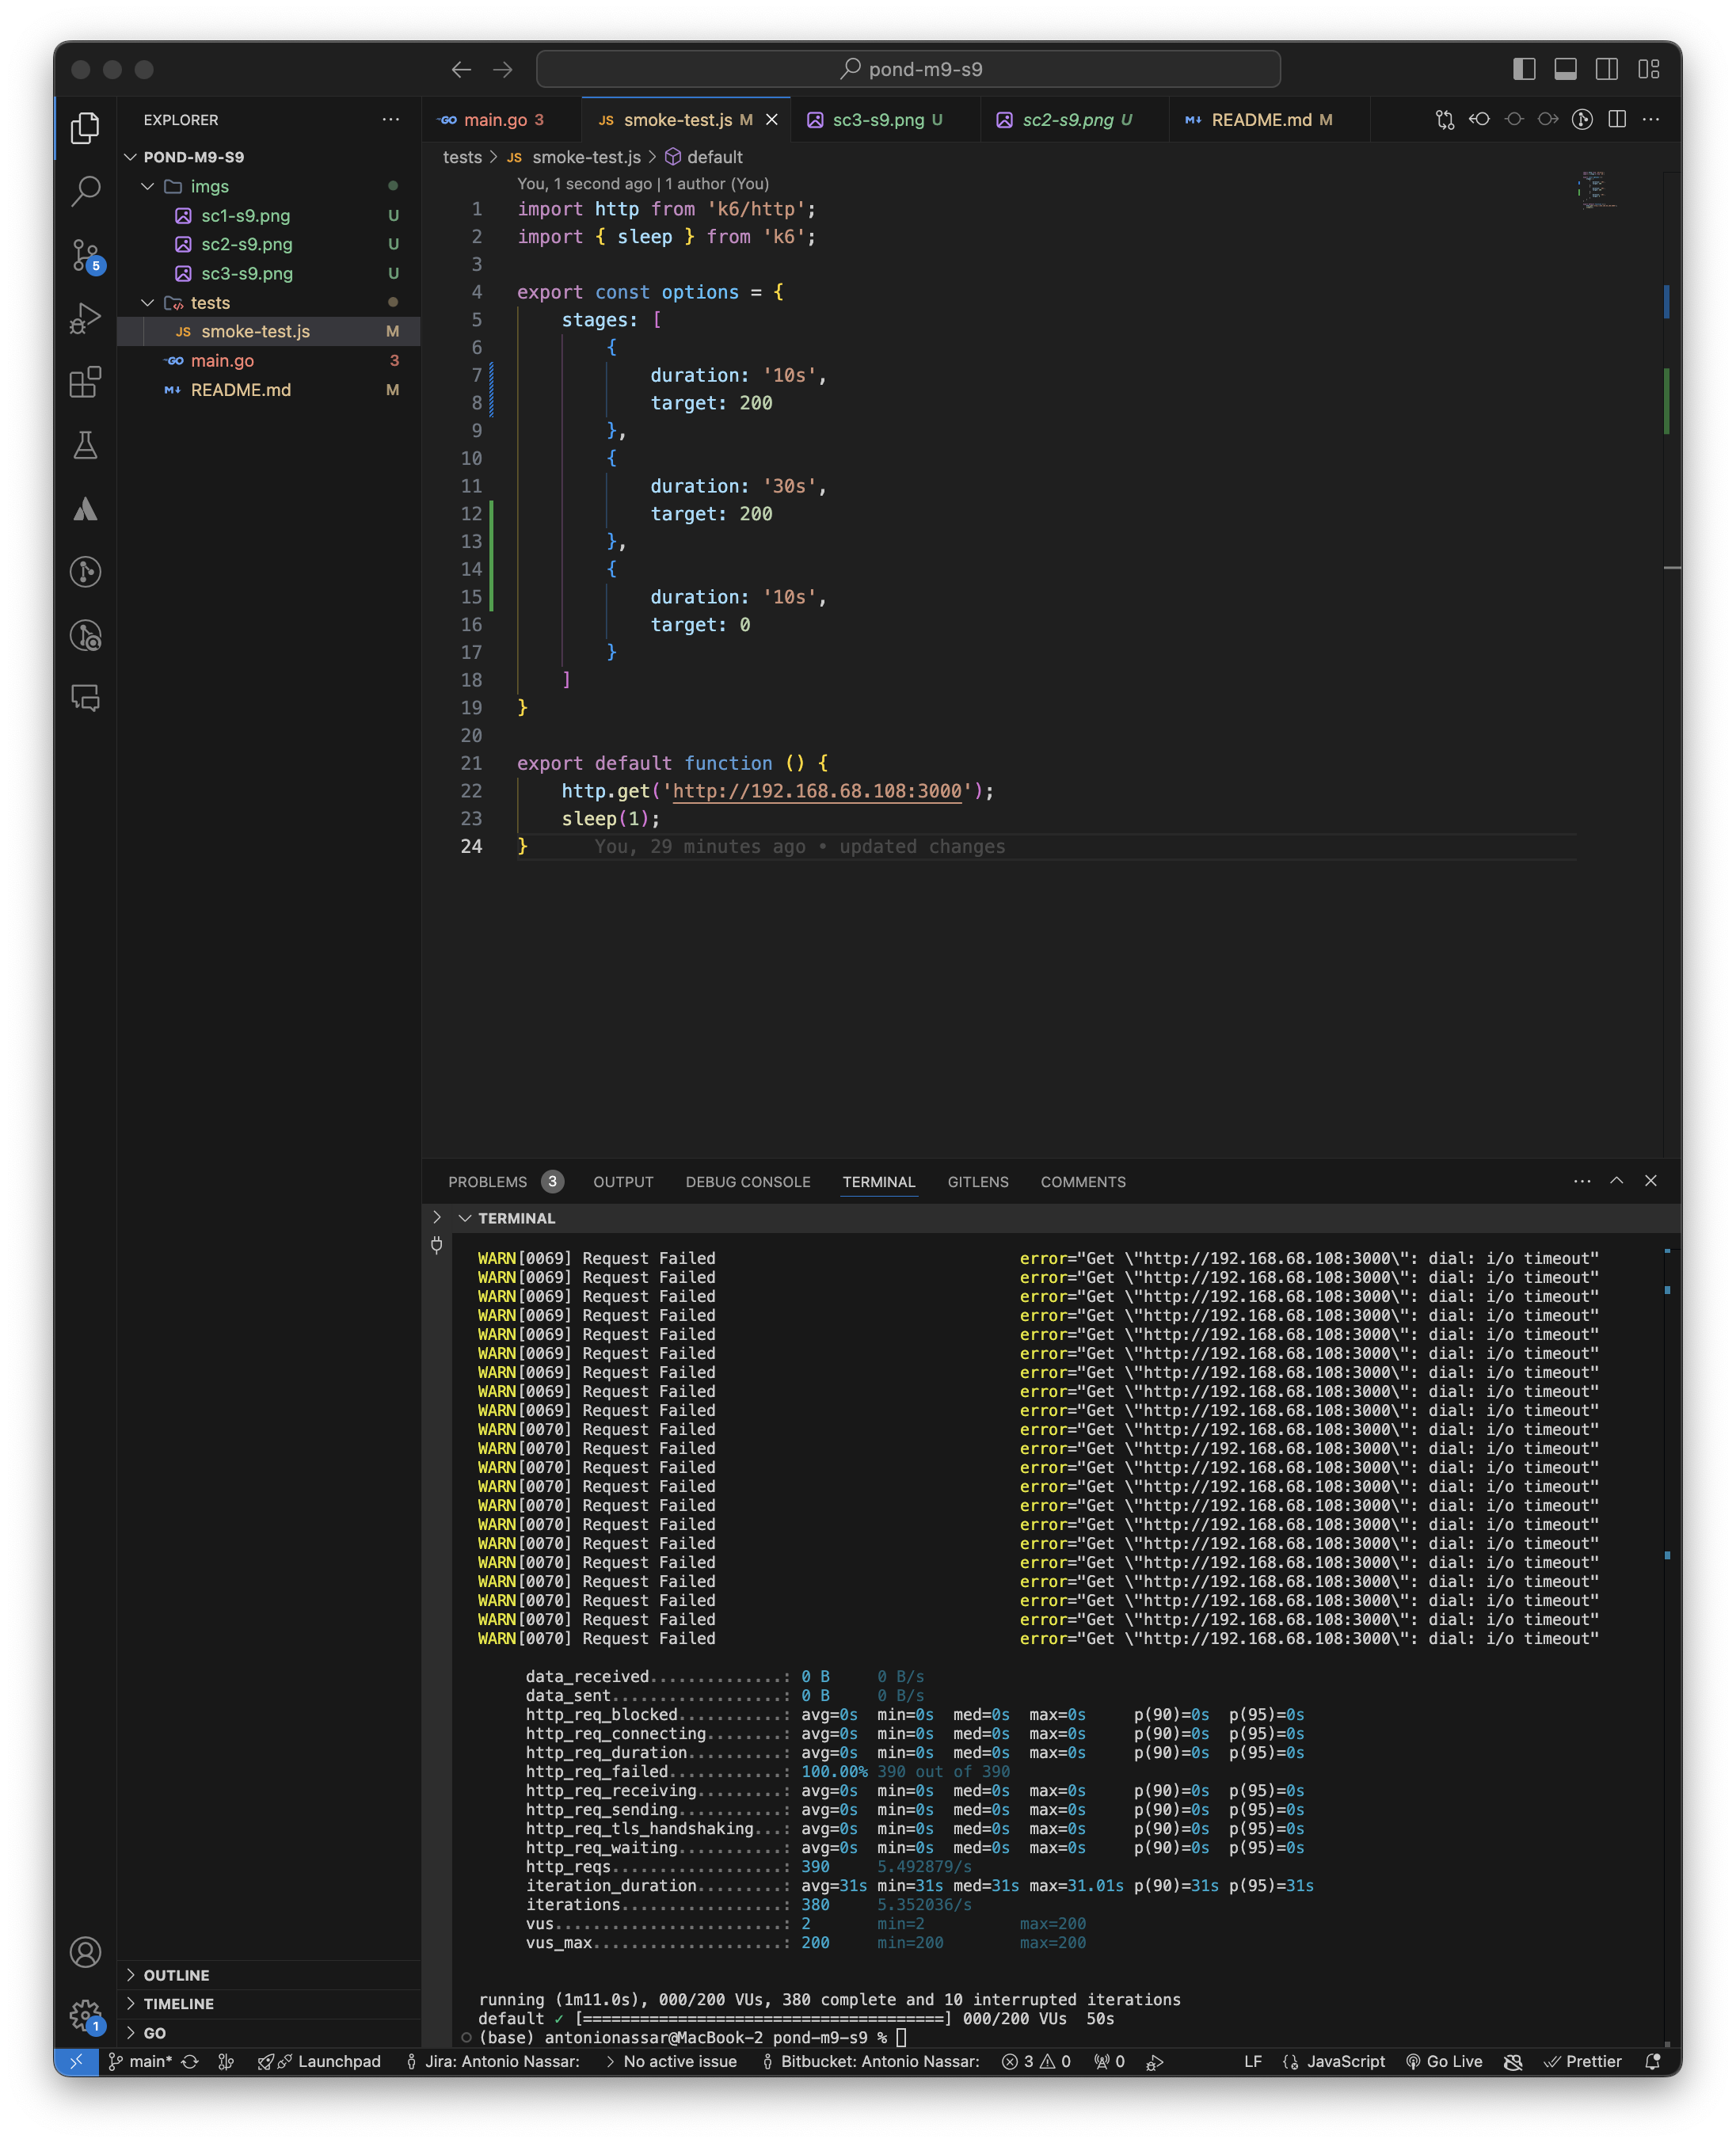 pond-m9-s9
EXPLORER
POND-M9-S9
imgs
sc1-s9.png U
sc2-s9.png U
sc3-s9.png U
tests
JS smoke-test.js M
GO main.go 3
M↓ README.md M
5
OUTLINE
TIMELINE
GO
1
GO main.go 3
JS smoke-test.js M
sc3-s9.png U
sc2-s9.png U
M↓ README.md M
tests > JS smoke-test.js > default
You, 1 second ago | 1 author (You)
1 import http from 'k6/http';
2 import { sleep } from 'k6';
3
4 export const options = {
5 stages: [
6 {
7 duration: '10s',
8 target: 200
9 },
10 {
11 duration: '30s',
12 target: 200
13 },
14 {
15 duration: '10s',
16 target: 0
17 }
18 ]
19 }
20
21 export default function () {
22 http.get('http://192.168.68.108:3000');
23 sleep(1);
24 } You, 29 minutes ago • updated changes
PROBLEMS 3 OUTPUT DEBUG CONSOLE TERMINAL GITLENS COMMENTS
TERMINAL
WARN[0069] Request Failed error="Get \"http://192.168.68.108:3000\": dial: i/o timeout"
WARN[0069] Request Failed error="Get \"http://192.168.68.108:3000\": dial: i/o timeout"
WARN[0069] Request Failed error="Get \"http://192.168.68.108:3000\": dial: i/o timeout"
WARN[0069] Request Failed error="Get \"http://192.168.68.108:3000\": dial: i/o timeout"
WARN[0069] Request Failed error="Get \"http://192.168.68.108:3000\": dial: i/o timeout"
WARN[0069] Request Failed error="Get \"http://192.168.68.108:3000\": dial: i/o timeout"
WARN[0069] Request Failed error="Get \"http://192.168.68.108:3000\": dial: i/o timeout"
WARN[0069] Request Failed error="Get \"http://192.168.68.108:3000\": dial: i/o timeout"
WARN[0069] Request Failed error="Get \"http://192.168.68.108:3000\": dial: i/o timeout"
WARN[0070] Request Failed error="Get \"http://192.168.68.108:3000\": dial: i/o timeout"
WARN[0070] Request Failed error="Get \"http://192.168.68.108:3000\": dial: i/o timeout"
WARN[0070] Request Failed error="Get \"http://192.168.68.108:3000\": dial: i/o timeout"
WARN[0070] Request Failed error="Get \"http://192.168.68.108:3000\": dial: i/o timeout"
WARN[0070] Request Failed error="Get \"http://192.168.68.108:3000\": dial: i/o timeout"
WARN[0070] Request Failed error="Get \"http://192.168.68.108:3000\": dial: i/o timeout"
WARN[0070] Request Failed error="Get \"http://192.168.68.108:3000\": dial: i/o timeout"
WARN[0070] Request Failed error="Get \"http://192.168.68.108:3000\": dial: i/o timeout"
WARN[0070] Request Failed error="Get \"http://192.168.68.108:3000\": dial: i/o timeout"
WARN[0070] Request Failed error="Get \"http://192.168.68.108:3000\": dial: i/o timeout"
WARN[0070] Request Failed error="Get \"http://192.168.68.108:3000\": dial: i/o timeout"
WARN[0070] Request Failed error="Get \"http://192.168.68.108:3000\": dial: i/o timeout"
data_received..............: 0 B 0 B/s
data_sent..................: 0 B 0 B/s
http_req_blocked...........: avg=0s min=0s med=0s max=0s p(90)=0s p(95)=0s
http_req_connecting........: avg=0s min=0s med=0s max=0s p(90)=0s p(95)=0s
http_req_duration..........: avg=0s min=0s med=0s max=0s p(90)=0s p(95)=0s
http_req_failed............: 100.00% 390 out of 390
http_req_receiving.........: avg=0s min=0s med=0s max=0s p(90)=0s p(95)=0s
http_req_sending...........: avg=0s min=0s med=0s max=0s p(90)=0s p(95)=0s
http_req_tls_handshaking...: avg=0s min=0s med=0s max=0s p(90)=0s p(95)=0s
http_req_waiting...........: avg=0s min=0s med=0s max=0s p(90)=0s p(95)=0s
http_reqs..................: 390 5.492879/s
iteration_duration.........: avg=31s min=31s med=31s max=31.01s p(90)=31s p(95)=31s
iterations.................: 380 5.352036/s
vus........................: 2 min=2 max=200
vus_max....................: 200 min=200 max=200
running (1m11.0s), 000/200 VUs, 380 complete and 10 interrupted iterations
default ✓ [======================================] 000/200 VUs 50s
(base) antonionassar@MacBook-2 pond-m9-s9 %
main* Launchpad Jira: Antonio Nassar: > No active issue Bitbucket: Antonio Nassar: 3 0 0 LF JavaScript Go Live Prettier